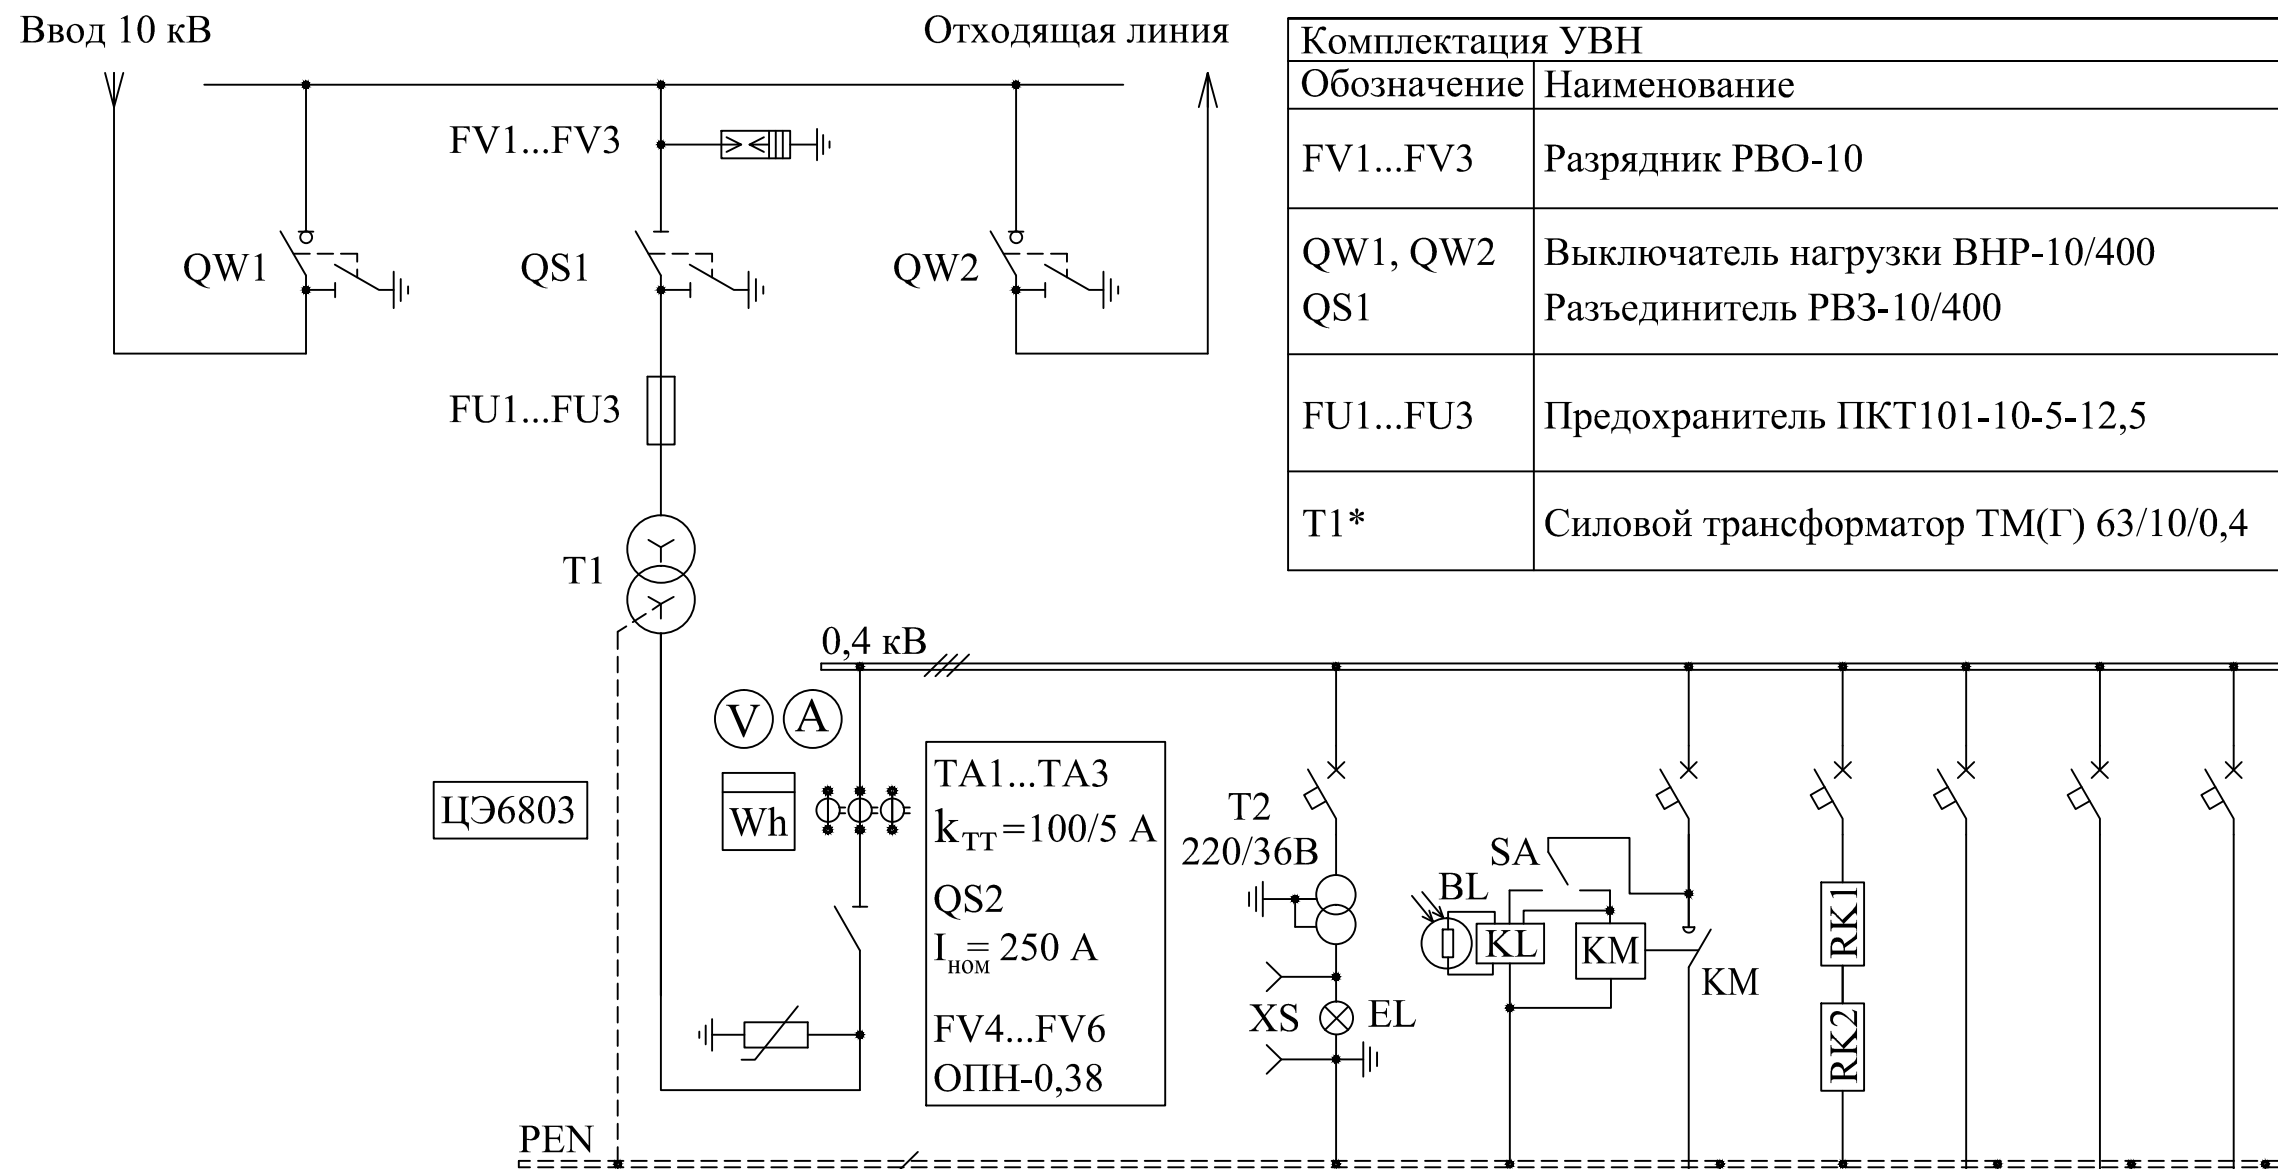 Ввод 10 кВ
Отходящая линия
Комплектация УВН
Обозначение Наименование
FV1...FV3 Разрядник РВО-10
QW1, QW2 Выключатель нагрузки ВНР-10/400
QS1 Разъединитель РВЗ-10/400
FU1...FU3 Предохранитель ПКТ101-10-5-12,5
T1* Силовой трансформатор ТМ(Г) 63/10/0,4
FV1...FV3
QW1
QS1
QW2
FU1...FU3
T1
0,4 кВ
V
A
ЦЭ6803
Wh
TA1...TA3
kТТ=100/5 А
QS2
Iном= 250 А
FV4...FV6
ОПН-0,38
T2
220/36В
XS
EL
SA
BL
KL
KM
KM
RK1
RK2
PEN